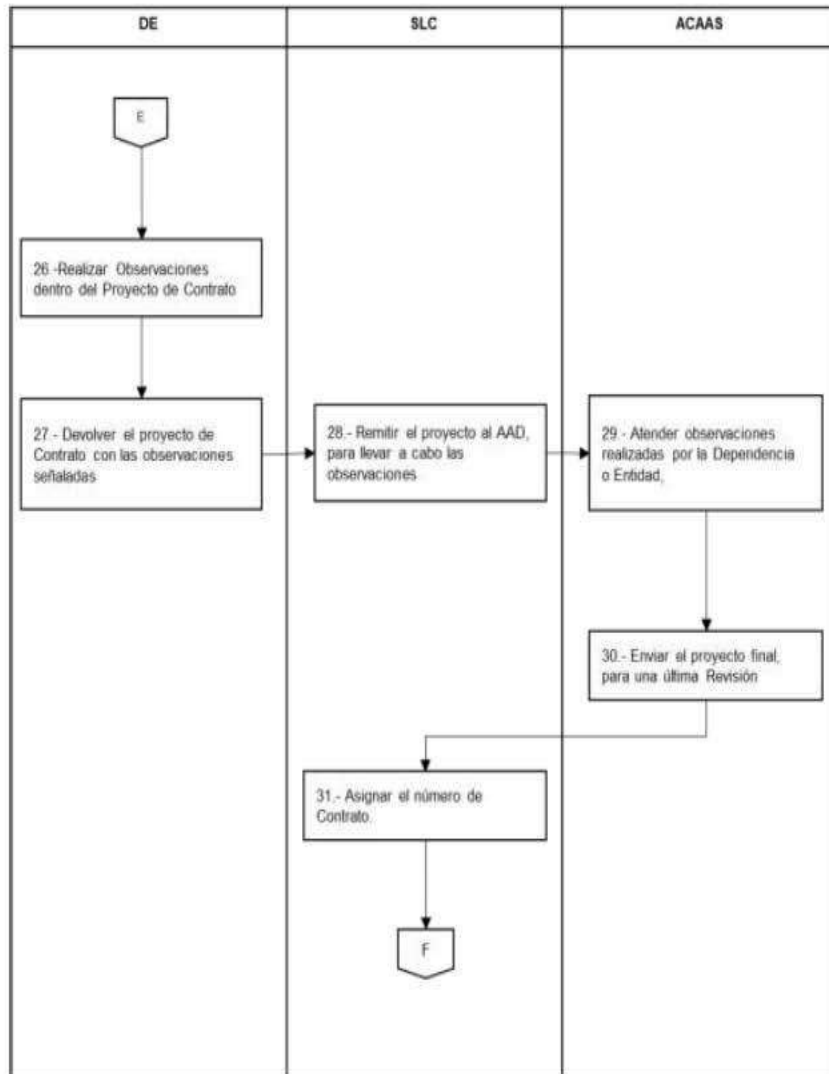 DE
SLC
ACAAS
E
26.-Realizar Observaciones
dentro del Proyecto de Contrato
27.- Devolver el proyecto de
Contrato con las observaciones
señaladas
28.- Remitir el proyecto al AAD,
para llevar a cabo las
observaciones
29.- Atender observaciones
realizadas por la Dependencia
o Entidad,
30.- Enviar el proyecto final,
para una última Revisión
31.- Asignar el número de
Contrato.
F